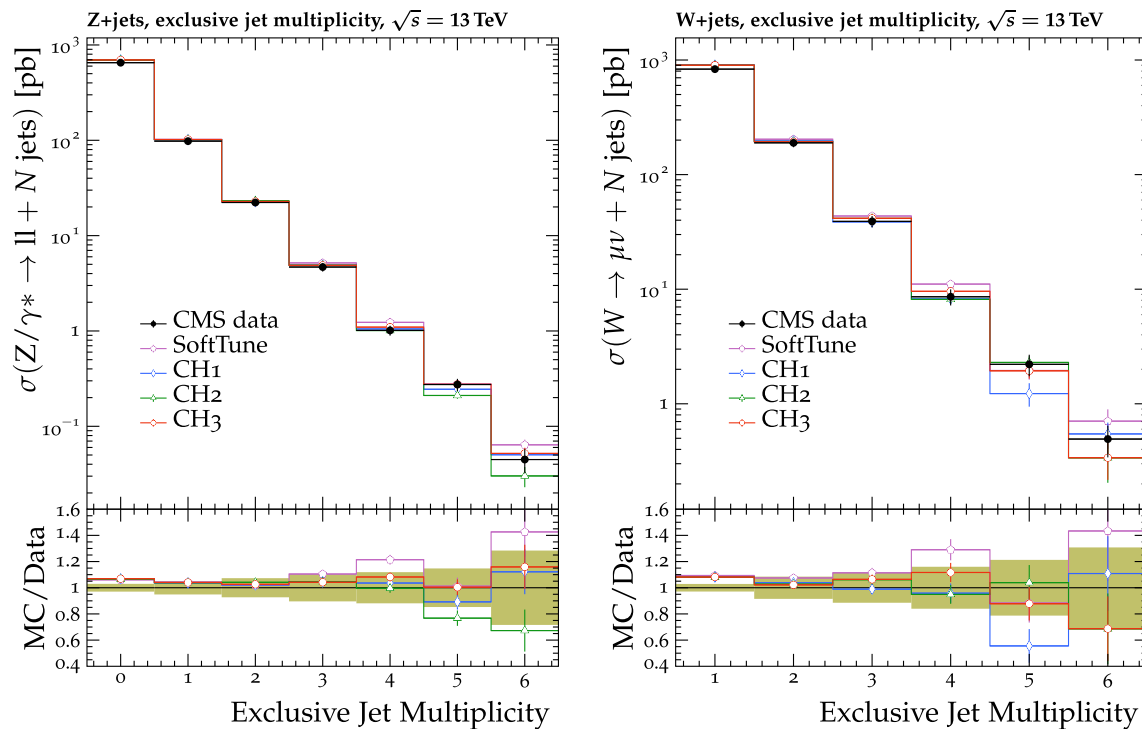 Z+jets, exclusive jet multiplicity, √s = 13 TeV
σ(Z/γ* → ll + N jets) [pb]
10³
10²
10¹
1
10⁻¹
CMS data
SoftTune
CH1
CH2
CH3
MC/Data
1.6
1.4
1.2
1.0
0.8
0.6
0.4
0 1 2 3 4 5 6
Exclusive Jet Multiplicity
W+jets, exclusive jet multiplicity, √s = 13 TeV
σ(W → μν + N jets) [pb]
10³
10²
10¹
1
CMS data
SoftTune
CH1
CH2
CH3
MC/Data
1.6
1.4
1.2
1
0.8
0.6
0.4
1 2 3 4 5 6
Exclusive Jet Multiplicity